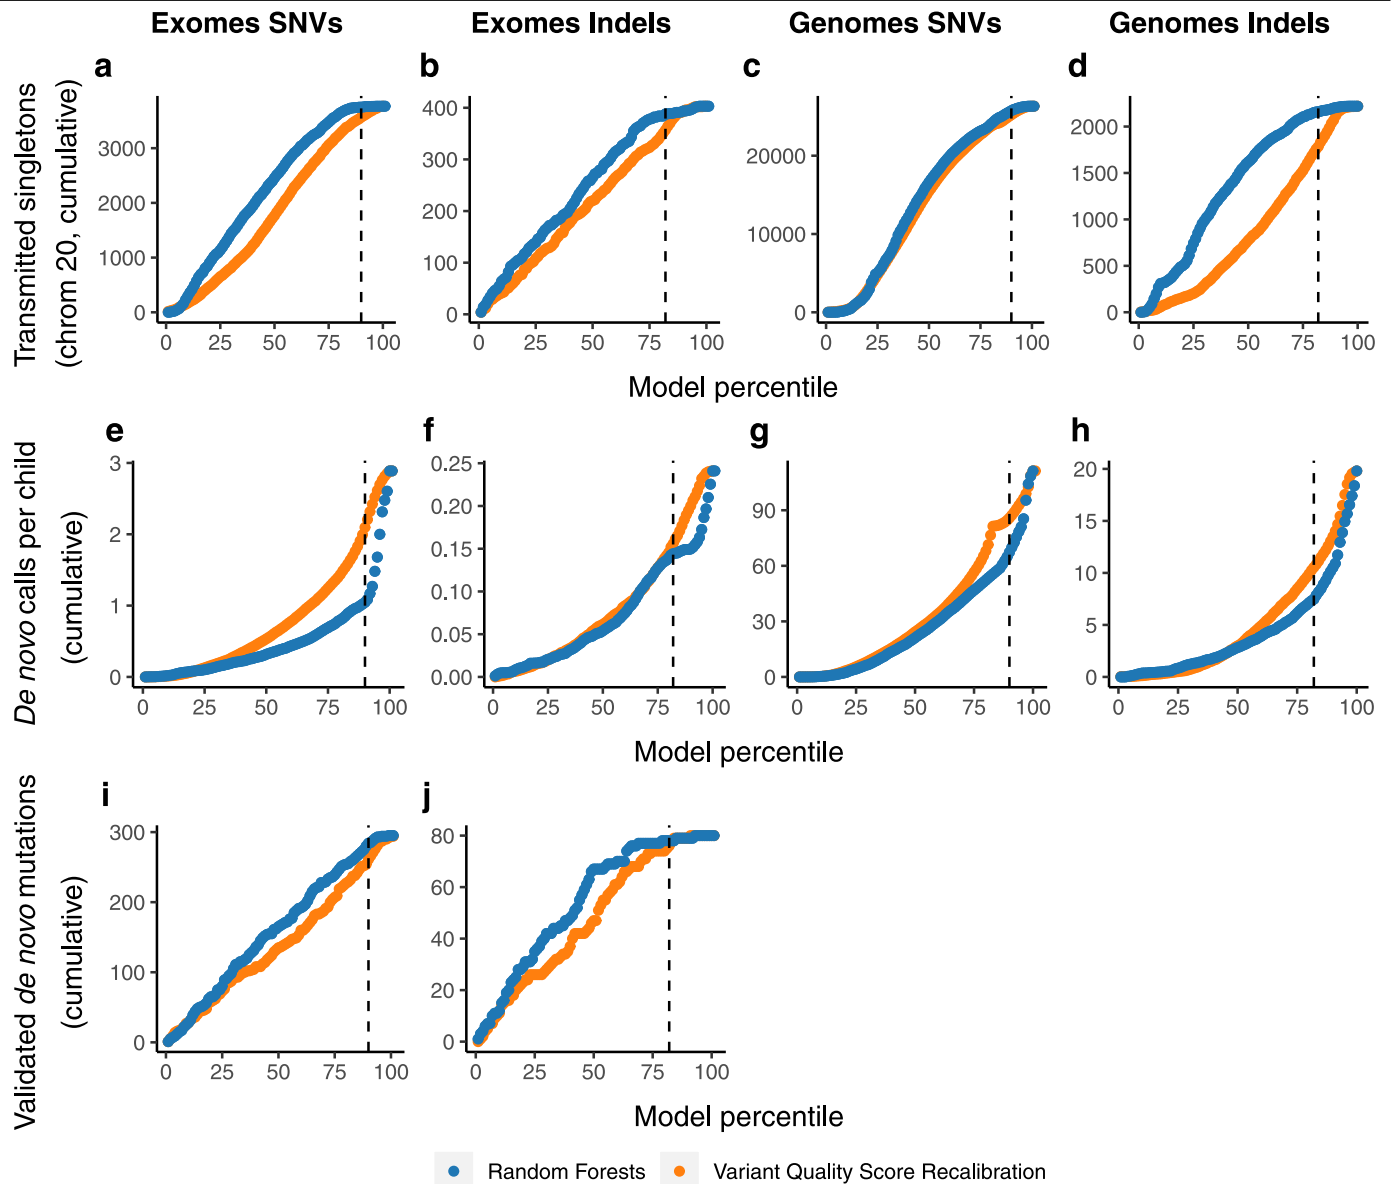 Exomes SNVs Exomes Indels Genomes SNVs Genomes Indels
a b c d
Transmitted singletons
(chrom 20, cumulative)
3000
2000
1000
0
0 25 50 75 100
400
300
200
100
0
0 25 50 75 100
20000
10000
0
0 25 50 75 100
2000
1500
1000
500
0
0 25 50 75 100
Model percentile
e f g h
De novo calls per child
(cumulative)
3
2
1
0
0 25 50 75 100
0.25
0.20
0.15
0.10
0.05
0.00
0 25 50 75 100
90
60
30
0
0 25 50 75 100
20
15
10
5
0
0 25 50 75 100
Model percentile
i j
Validated de novo mutations
(cumulative)
300
200
100
0
0 25 50 75 100
80
60
40
20
0
0 25 50 75 100
Model percentile
Random Forests Variant Quality Score Recalibration